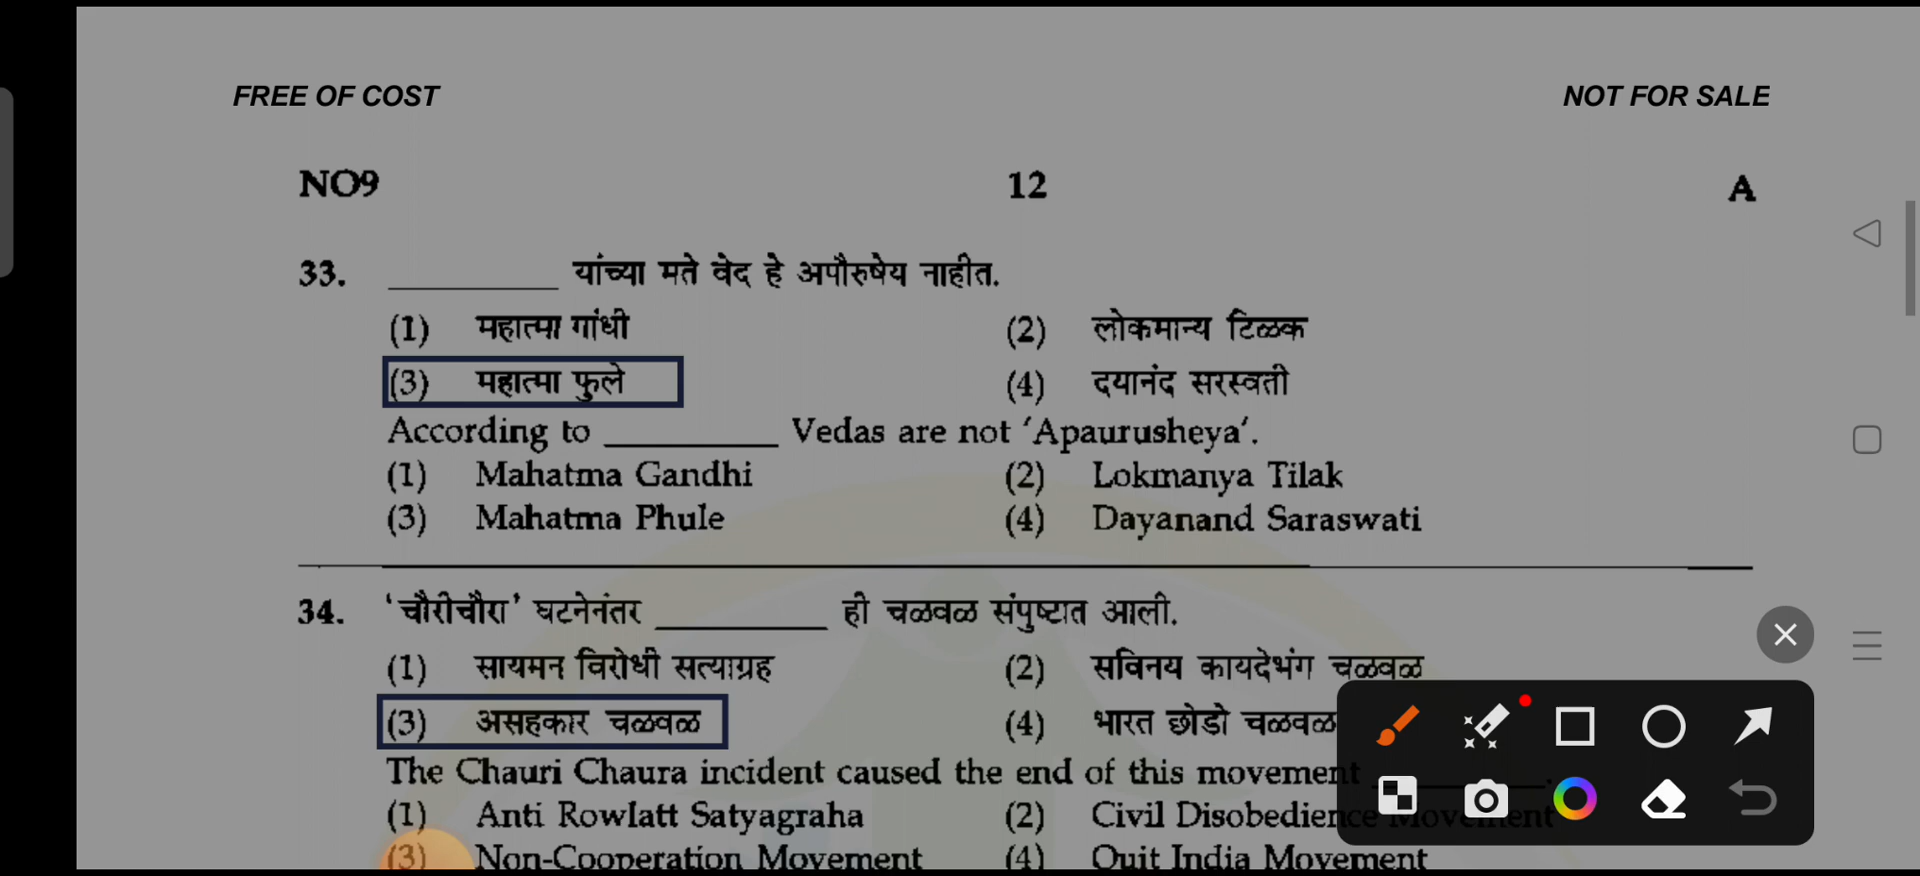 FREE OF COST NOT FOR SALE
NO9 12 A
33. __________ यांच्या मते वेद हे अपौरुषेय नाहीत.
(1) महात्मा गांधी (2) लोकमान्य टिळक
(3) महात्मा फुले (4) दयानंद सरस्वती
According to __________ Vedas are not ‘Apaurusheya’.
(1) Mahatma Gandhi (2) Lokmanya Tilak
(3) Mahatma Phule (4) Dayanand Saraswati
34. ‘चौरीचौरा’ घटनेनंतर __________ ही चळवळ संपुष्टात आली.
(1) सायमन विरोधी सत्याग्रह (2) सविनय कायदेभंग चळवळ
(3) असहकार चळवळ (4) भारत छोडो चळवळ
The Chauri Chaura incident caused the end of this movement __________.
(1) Anti Rowlatt Satyagraha (2) Civil Disobedience Movement
(3) Non-Cooperation Movement (4) Quit India Movement